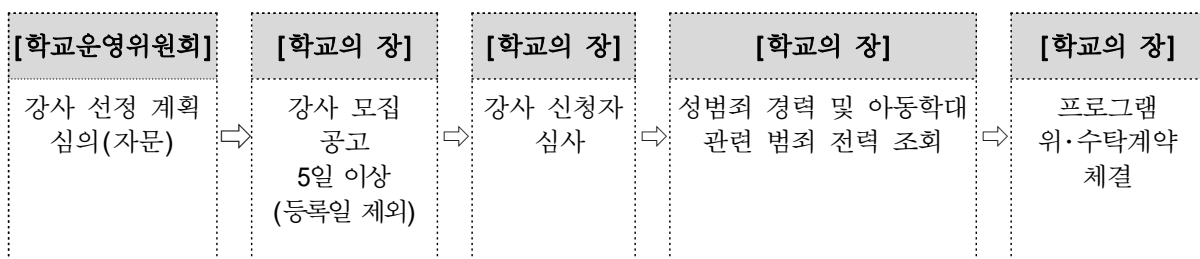 [학교운영위원회]
강사 선정 계획
심의(자문)
⇨
[학교의 장]
강사 모집
공고
5일 이상
(등록일 제외)
⇨
[학교의 장]
강사 신청자
심사
⇨
[학교의 장]
성범죄 경력 및 아동학대
관련 범죄 전력 조회
⇨
[학교의 장]
프로그램
위·수탁계약
체결